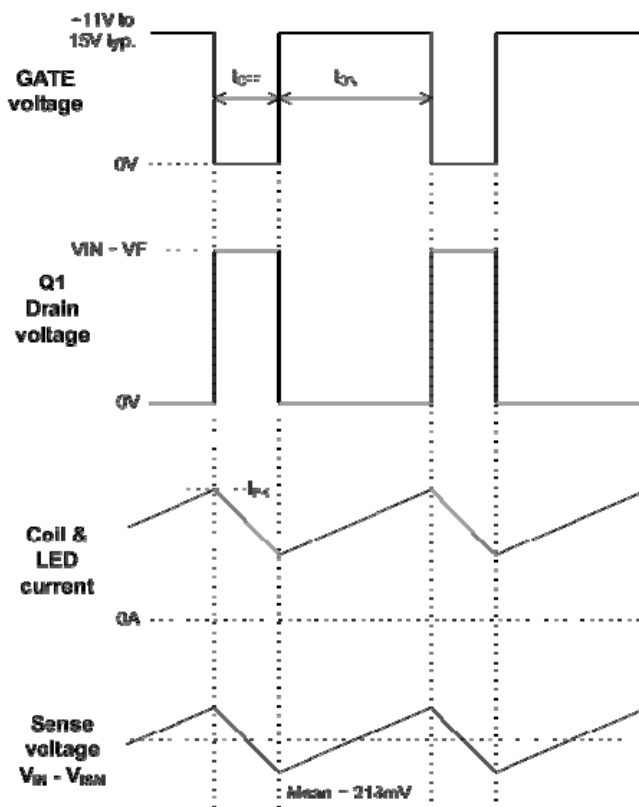 ~11V to
15V typ.
GATE
voltage
0V
VIN - VF
Q1
Drain
voltage
0V
Coil &
LED
current
0A
Sense
voltage
Mean =